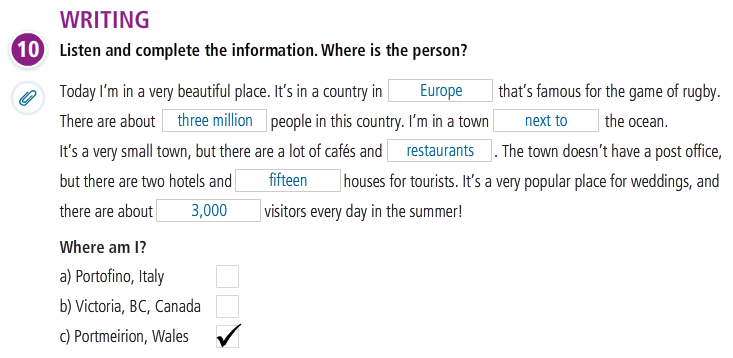 WRITING
10 Listen and complete the information. Where is the person?
Today I'm in a very beautiful place. It's in a country in Europe that's famous for the game of rugby.
There are about three million people in this country. I'm in a town next to the ocean.
It's a very small town, but there are a lot of cafés and restaurants . The town doesn't have a post office,
but there are two hotels and fifteen houses for tourists. It's a very popular place for weddings, and
there are about 3,000 visitors every day in the summer!
Where am I?
a) Portofino, Italy
b) Victoria, BC, Canada
c) Portmeirion, Wales